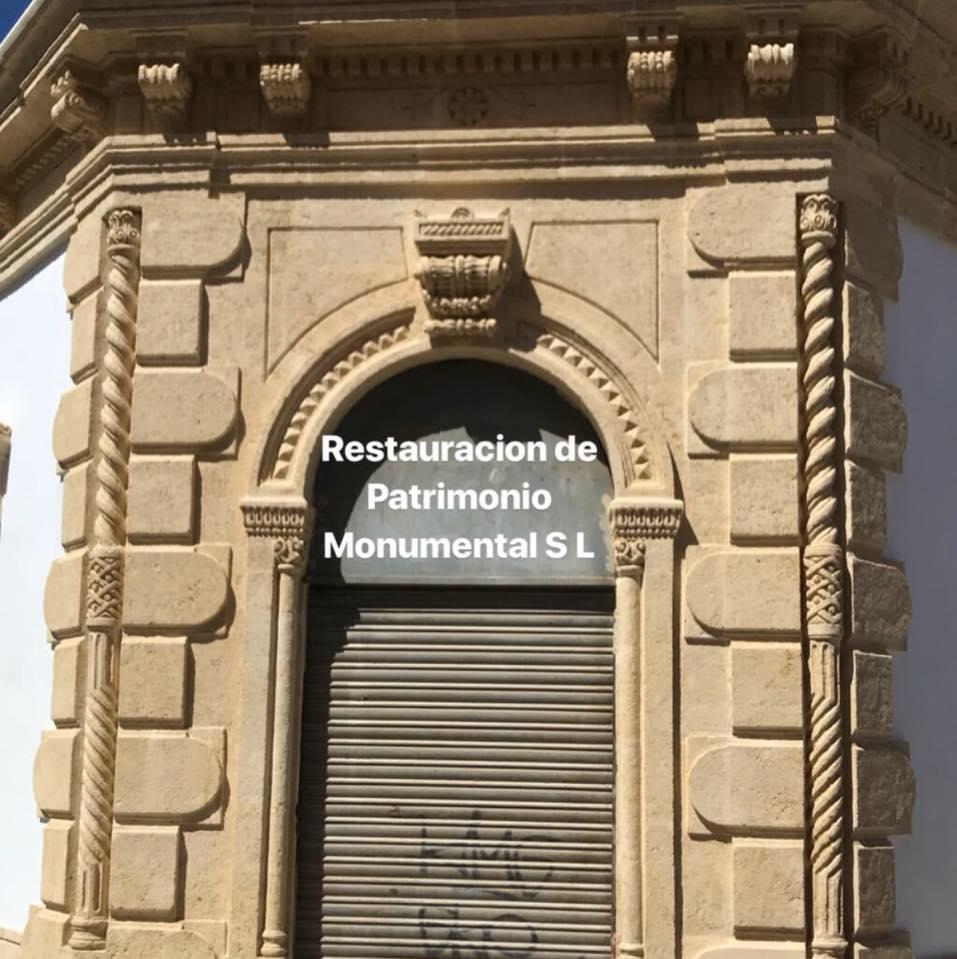 Restauracion de
Patrimonio
Monumental S L